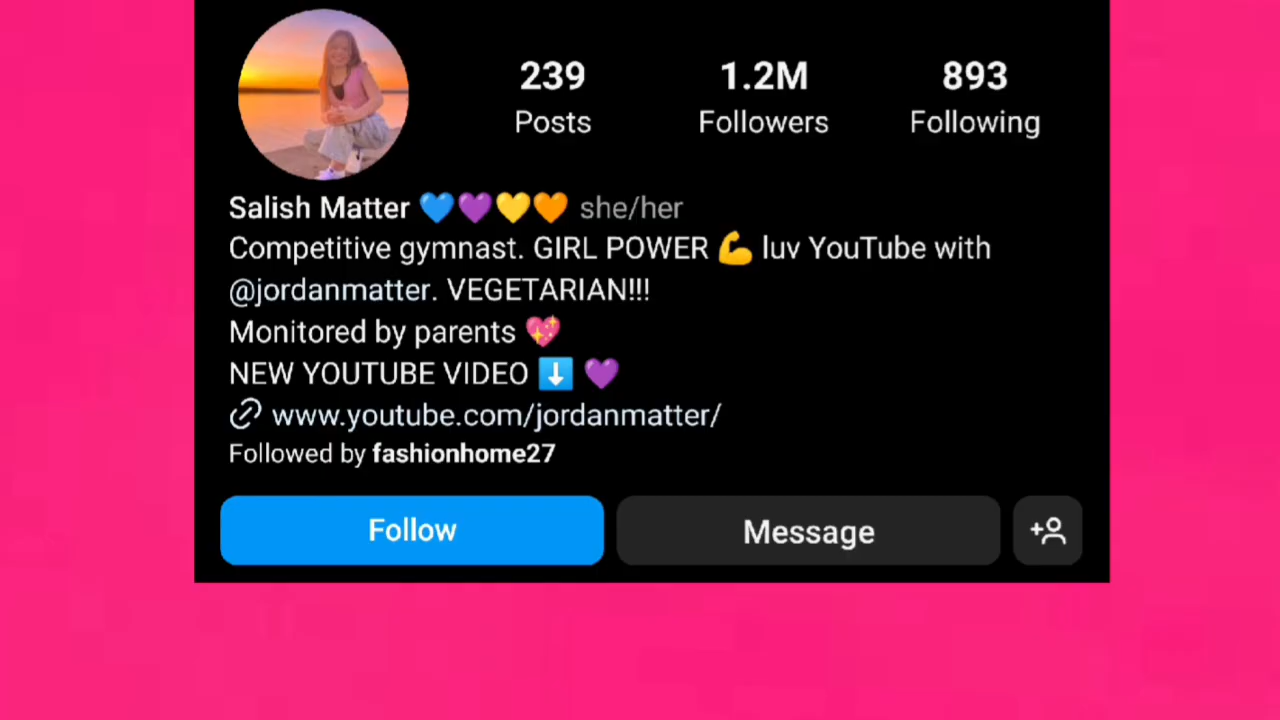 239 1.2M 893
Posts Followers Following
Salish Matter 💙💜💛🧡 she/her
Competitive gymnast. GIRL POWER 💪 luv YouTube with
@jordanmatter. VEGETARIAN!!!
Monitored by parents 💖
NEW YOUTUBE VIDEO ⬇️ 💜
www.youtube.com/jordanmatter/
Followed by fashionhome27
Follow Message